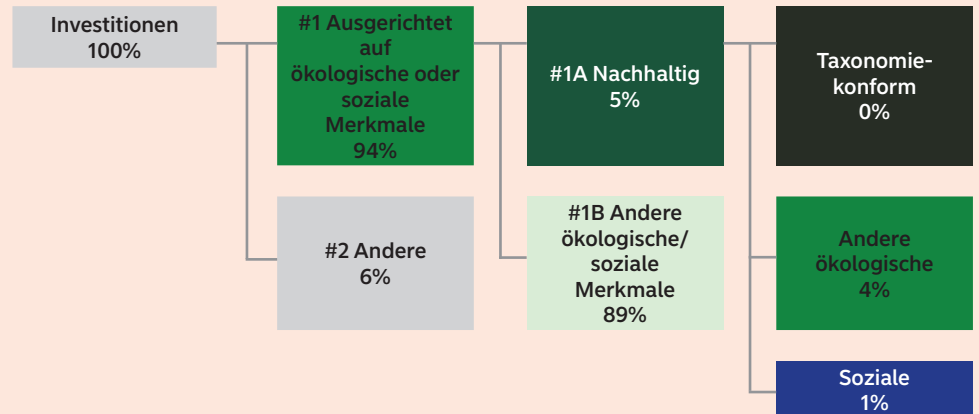 Investitionen
100%
#1 Ausgerichtet
auf
ökologische oder
soziale
Merkmale
94%
#1A Nachhaltig
5%
Taxonomie-
konform
0%
#2 Andere
6%
#1B Andere
ökologische/
soziale
Merkmale
89%
Andere
ökologische
4%
Soziale
1%